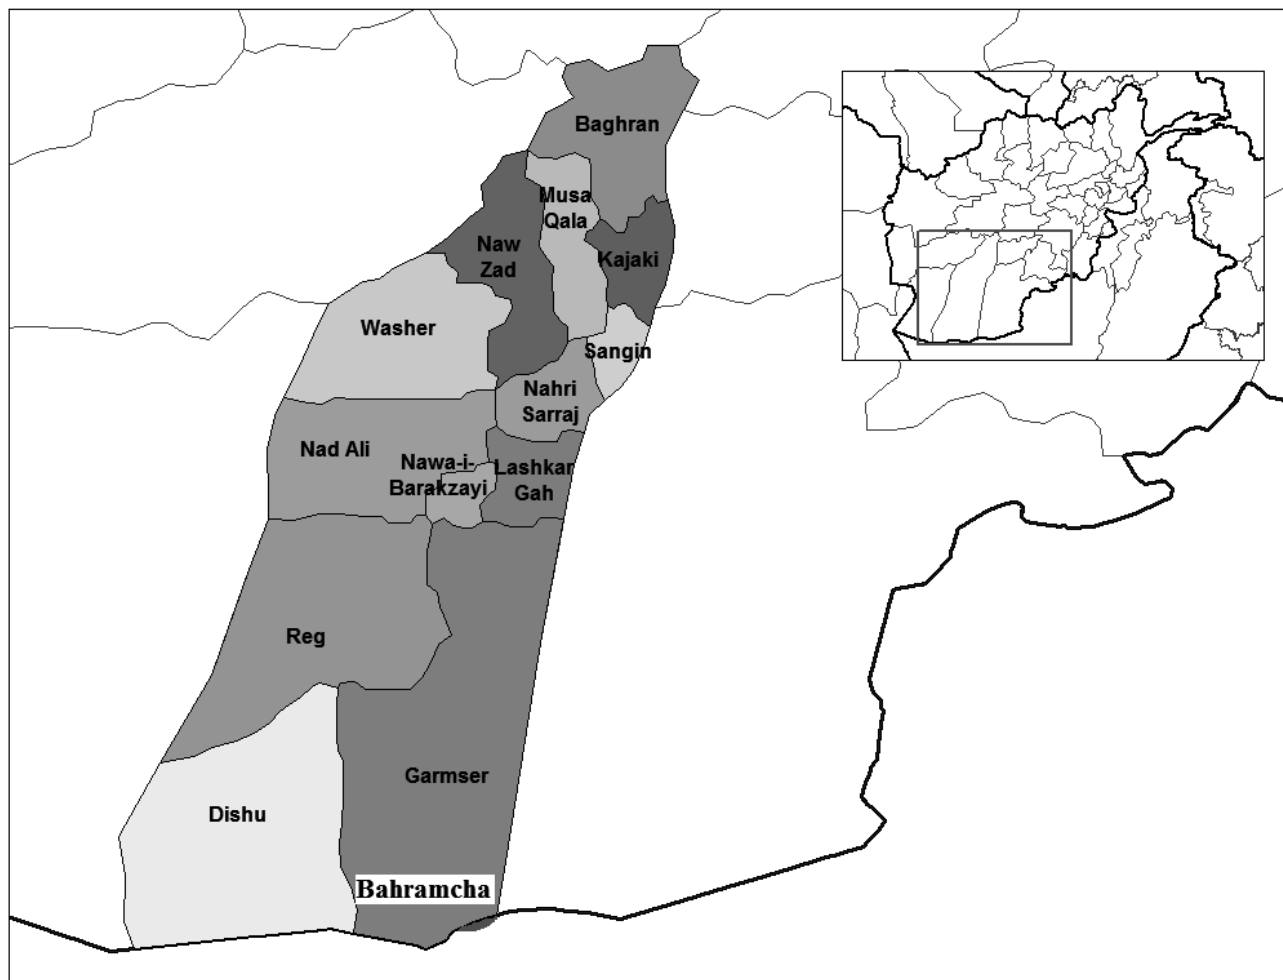 Baghran
Musa
Qala
Naw
Zad
Kajaki
Washer
Sangin
Nahri
Sarraj
Nad Ali
Nawa-i-
Barakzayi
Lashkar
Gah
Reg
Garmser
Dishu
Bahramcha